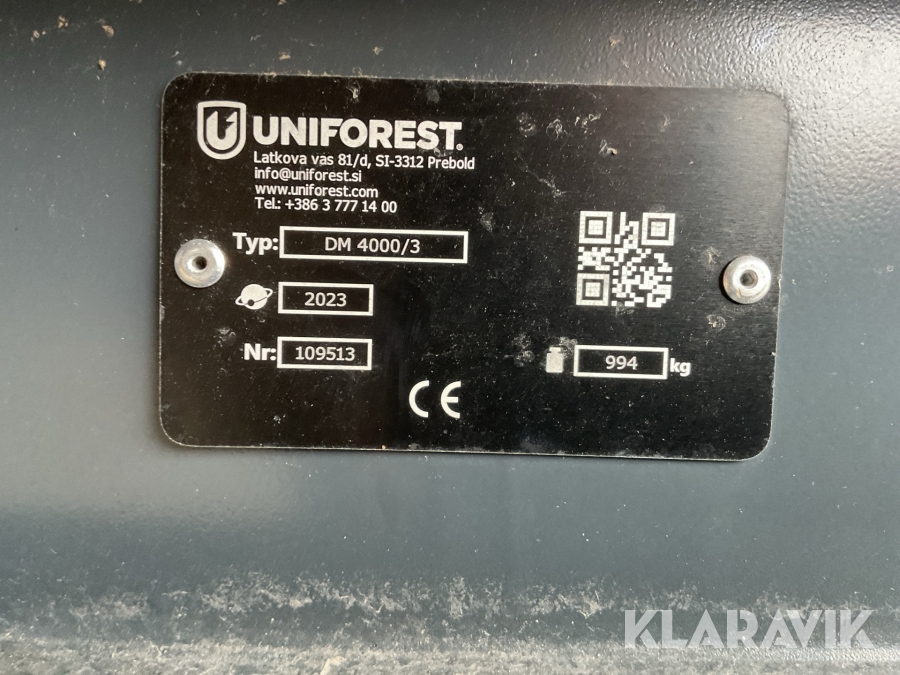 UNIFOREST®
Latkova vas 81/d, SI-3312 Prebold
info@uniforest.si
www.uniforest.com
Tel.: +386 3 777 14 00
Typ: DM 4000/3
2023
Nr: 109513
994 kg
CE
KLARAVIK